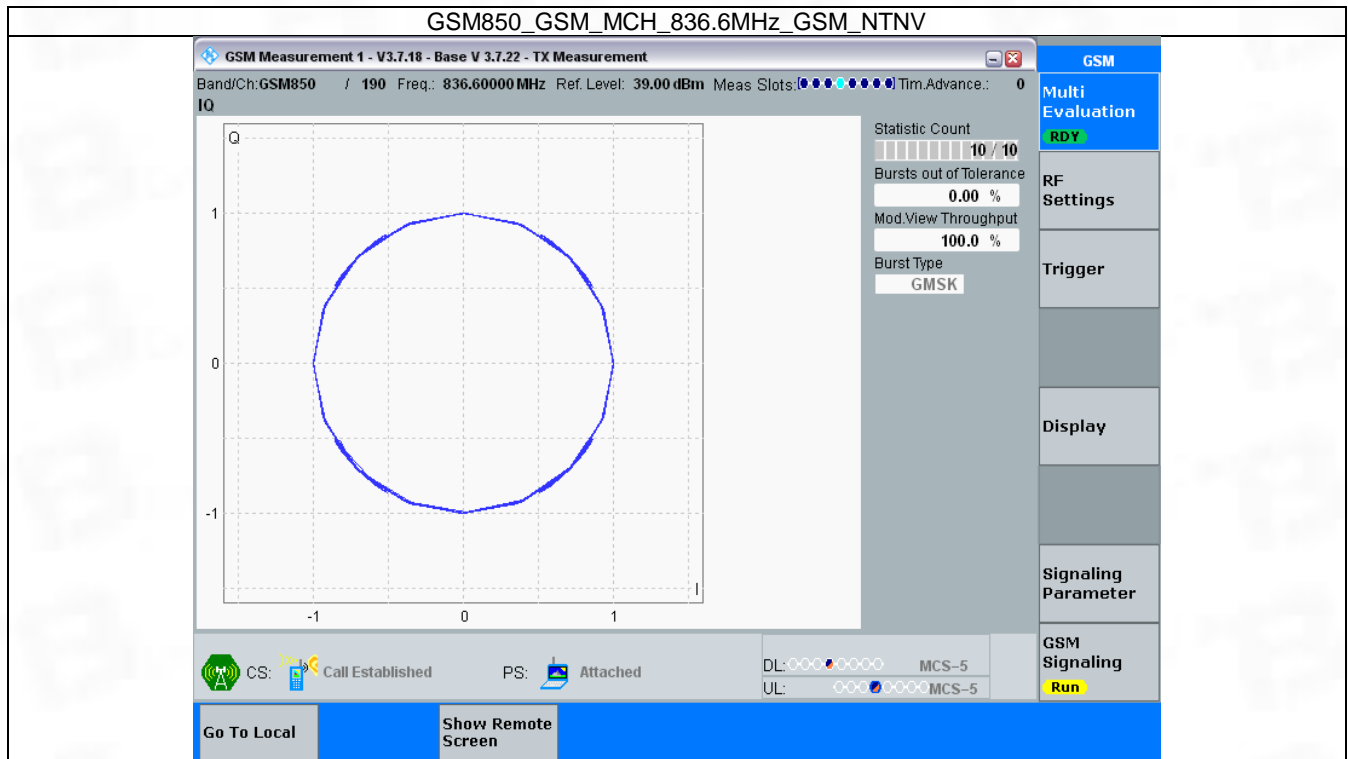 GSM850_GSM_MCH_836.6MHz_GSM_NTNV
GSM Measurement 1 - V3.7.18 - Base V 3.7.22 - TX Measurement
Band/Ch:GSM850 / 190 Freq.: 836.60000 MHz Ref. Level: 39.00 dBm Meas Slots: Tim.Advance.: 0
IQ
Q
1
0
-1
-1 0 1
I
Statistic Count
10 / 10
Bursts out of Tolerance
0.00 %
Mod.View Throughput
100.0 %
Burst Type
GMSK
GSM
Multi
Evaluation
RDY
RF
Settings
Trigger
Display
Signaling
Parameter
GSM
Signaling
Run
CS: Call Established PS: Attached
DL: MCS-5
UL: MCS-5
Go To Local
Show Remote
Screen